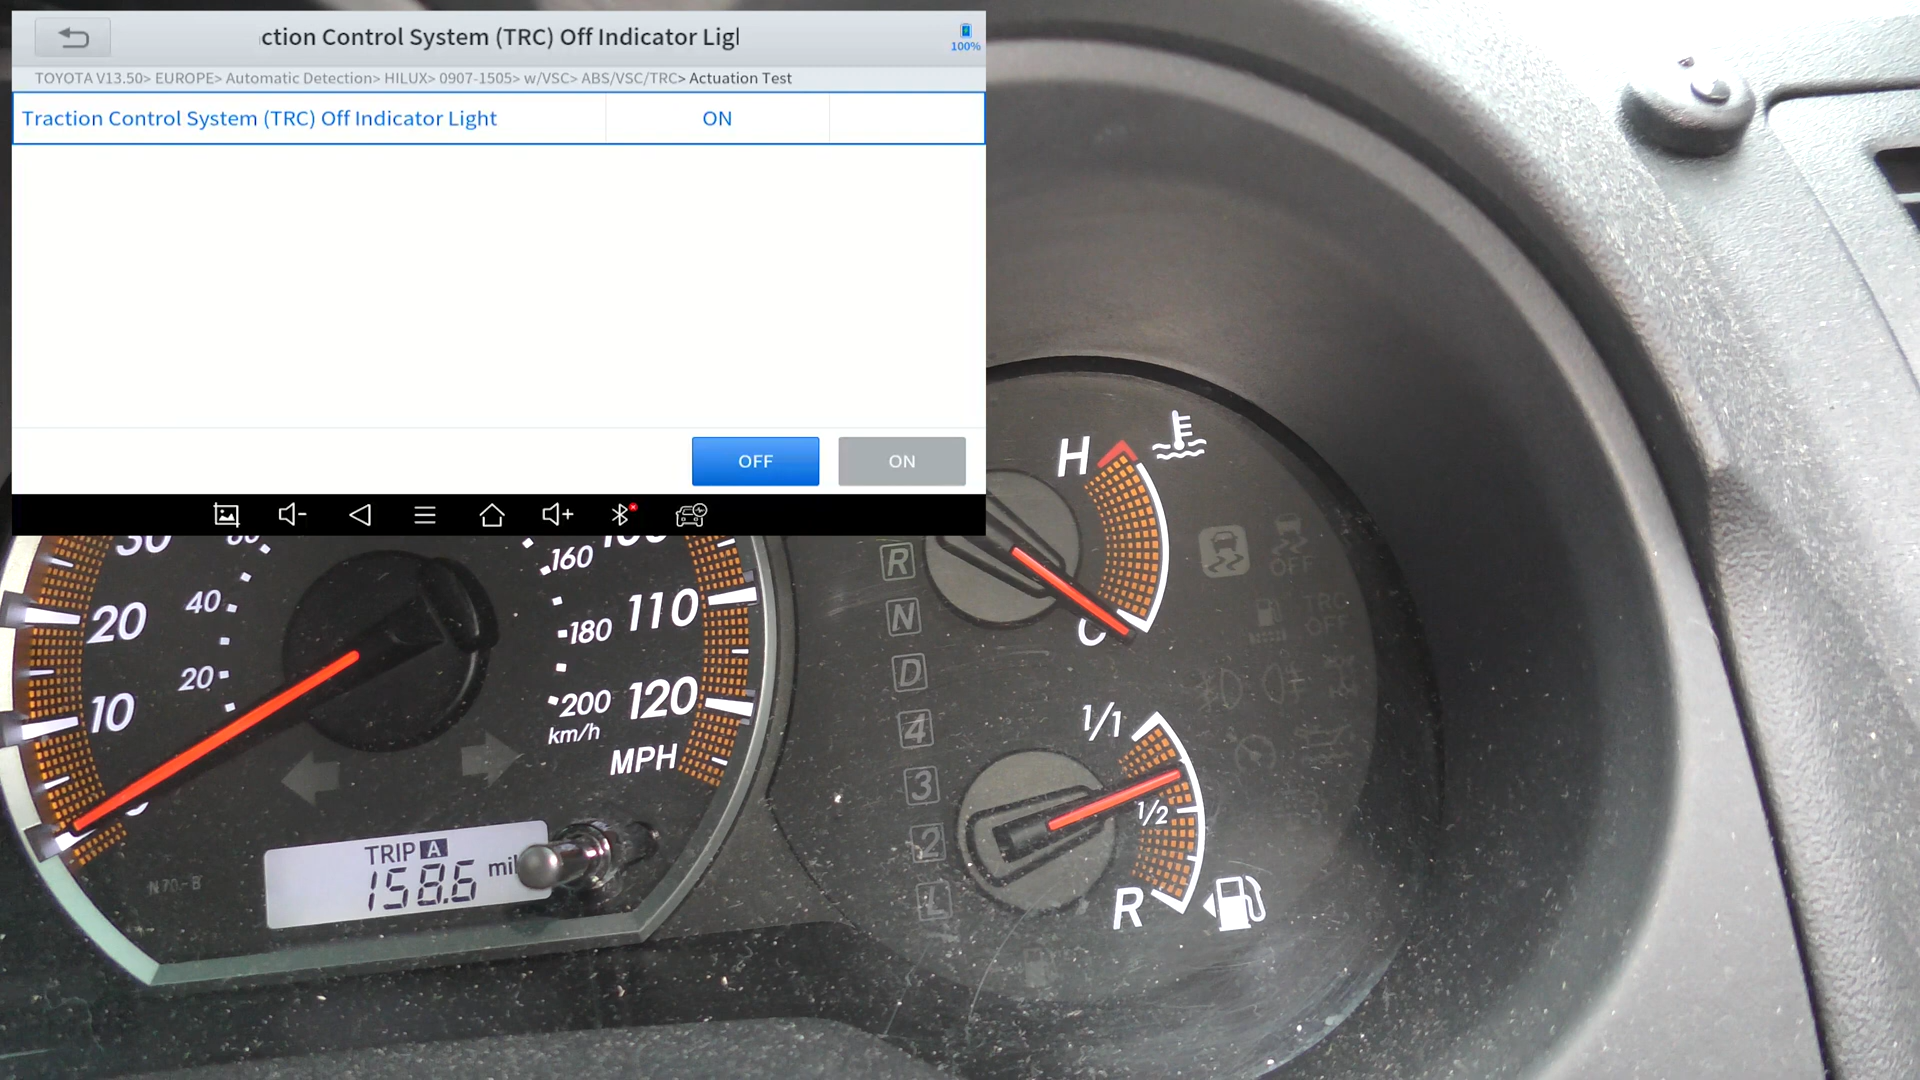 ction Control System (TRC) Off Indicator Ligl
100%
TOYOTA V13.50> EUROPE> Automatic Detection> HILUX> 0907-1505> w/VSC> ABS/VSC/TRC> Actuation Test
Traction Control System (TRC) Off Indicator Light ON
OFF ON
30
160
R
H
OFF
20
40
110
180
N
C
TRC
OFF
20
D
10
200
120
km/h
4
1/1
MPH
3
1/2
TRIP A
158.6 mil
2
N70-B
L
R